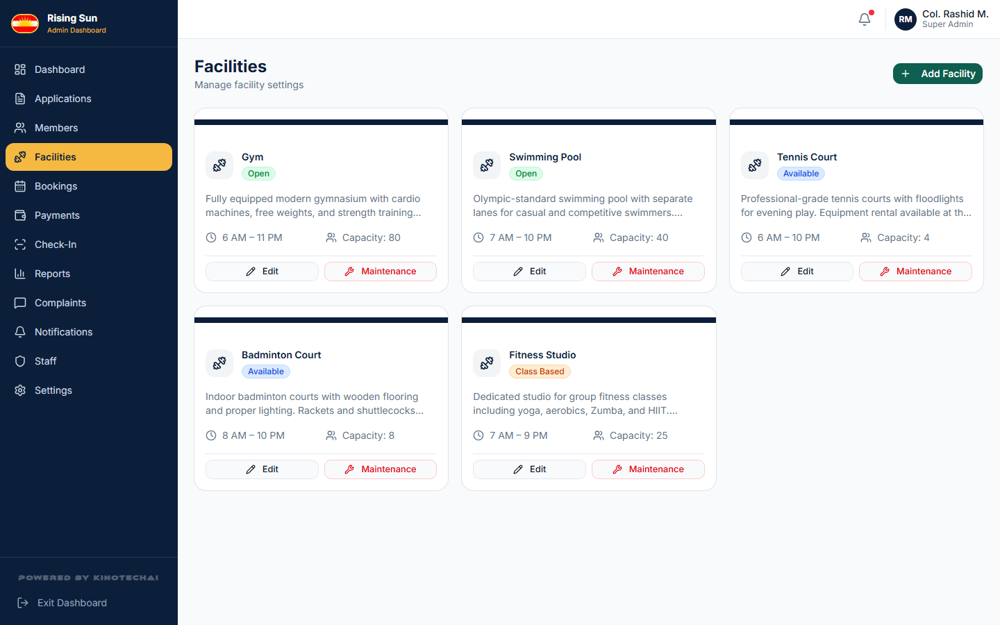 Rising Sun
Admin Dashboard
Dashboard
Applications
Members
Facilities
Bookings
Payments
Check-In
Reports
Complaints
Notifications
Staff
Settings
POWERED BY KINOTECHAI
Exit Dashboard
RM
Col. Rashid M.
Super Admin
Facilities
Manage facility settings
Add Facility
Gym
Open
Fully equipped modern gymnasium with cardio
machines, free weights, and strength training...
6 AM – 11 PM
Capacity: 80
Edit
Maintenance
Swimming Pool
Open
Olympic-standard swimming pool with separate
lanes for casual and competitive swimmers....
7 AM – 10 PM
Capacity: 40
Edit
Maintenance
Tennis Court
Available
Professional-grade tennis courts with floodlights
for evening play. Equipment rental available at th...
6 AM – 10 PM
Capacity: 4
Edit
Maintenance
Badminton Court
Available
Indoor badminton courts with wooden flooring
and proper lighting. Rackets and shuttlecocks...
8 AM – 10 PM
Capacity: 8
Edit
Maintenance
Fitness Studio
Class Based
Dedicated studio for group fitness classes
including yoga, aerobics, Zumba, and HIIT....
7 AM – 9 PM
Capacity: 25
Edit
Maintenance